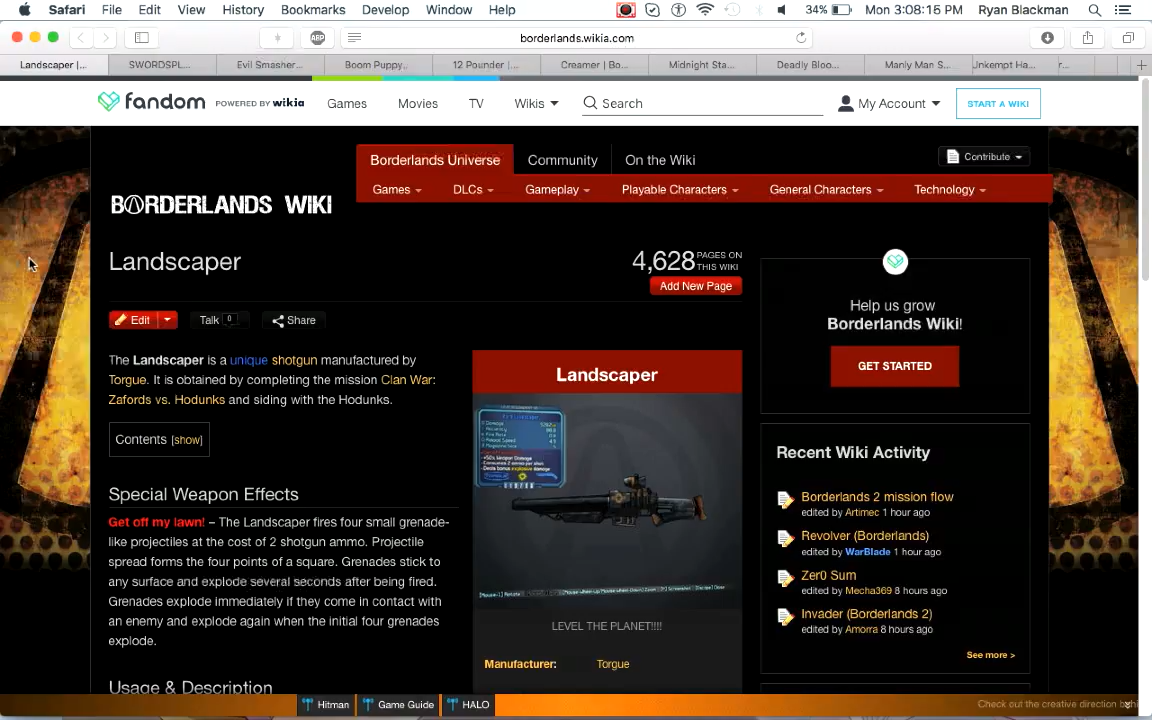 Safari File Edit View History Bookmarks Develop Window Help 34% Mon 3:08:15 PM Ryan Blackman
borderlands.wikia.com
Landscaper |... SWORDSPL... Evil Smasher... Boom Puppy... 12 Pounder |... Creamer | Bo... Midnight Sta... Deadly Bloo... Manly Man S... Unkempt Ha... r...
fandom POWERED BY wikia Games Movies TV Wikis Search My Account START A WIKI
Borderlands Universe Community On the Wiki Contribute
Games DLCs Gameplay Playable Characters General Characters Technology
BORDERLANDS WIKI
Landscaper
4,628 PAGES ON THIS WIKI
Add New Page
Edit Talk 0 Share
The Landscaper is a unique shotgun manufactured by
Torgue. It is obtained by completing the mission Clan War:
Zafords vs. Hodunks and siding with the Hodunks.
Contents [show]
Special Weapon Effects
Get off my lawn! – The Landscaper fires four small grenade-
like projectiles at the cost of 2 shotgun ammo. Projectile
spread forms the four points of a square. Grenades stick to
any surface and explode several seconds after being fired.
Grenades explode immediately if they come in contact with
an enemy and explode again when the initial four grenades
explode.
Usage & Description
Landscaper
LEVEL THE PLANET!!!!
Manufacturer: Torgue
Help us grow
Borderlands Wiki!
GET STARTED
Recent Wiki Activity
Borderlands 2 mission flow
edited by Artimec 1 hour ago
Revolver (Borderlands)
edited by WarBlade 1 hour ago
Zer0 Sum
edited by Mecha369 8 hours ago
Invader (Borderlands 2)
edited by Amorra 8 hours ago
See more >
Hitman Game Guide HALO Check out the creative direction